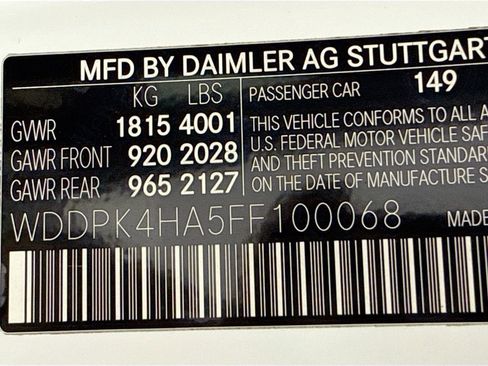 MFD BY DAIMLER AG STUTTGART
KG LBS PASSENGER CAR 149
GVWR 1815 4001 THIS VEHICLE CONFORMS TO ALL A
GAWR FRONT 920 2028 U.S. FEDERAL MOTOR VEHICLE SAF
GAWR REAR 965 2127 AND THEFT PREVENTION STANDARD
ON THE DATE OF MANUFACTURE S
WDDPK4HA5FF100068 MADE